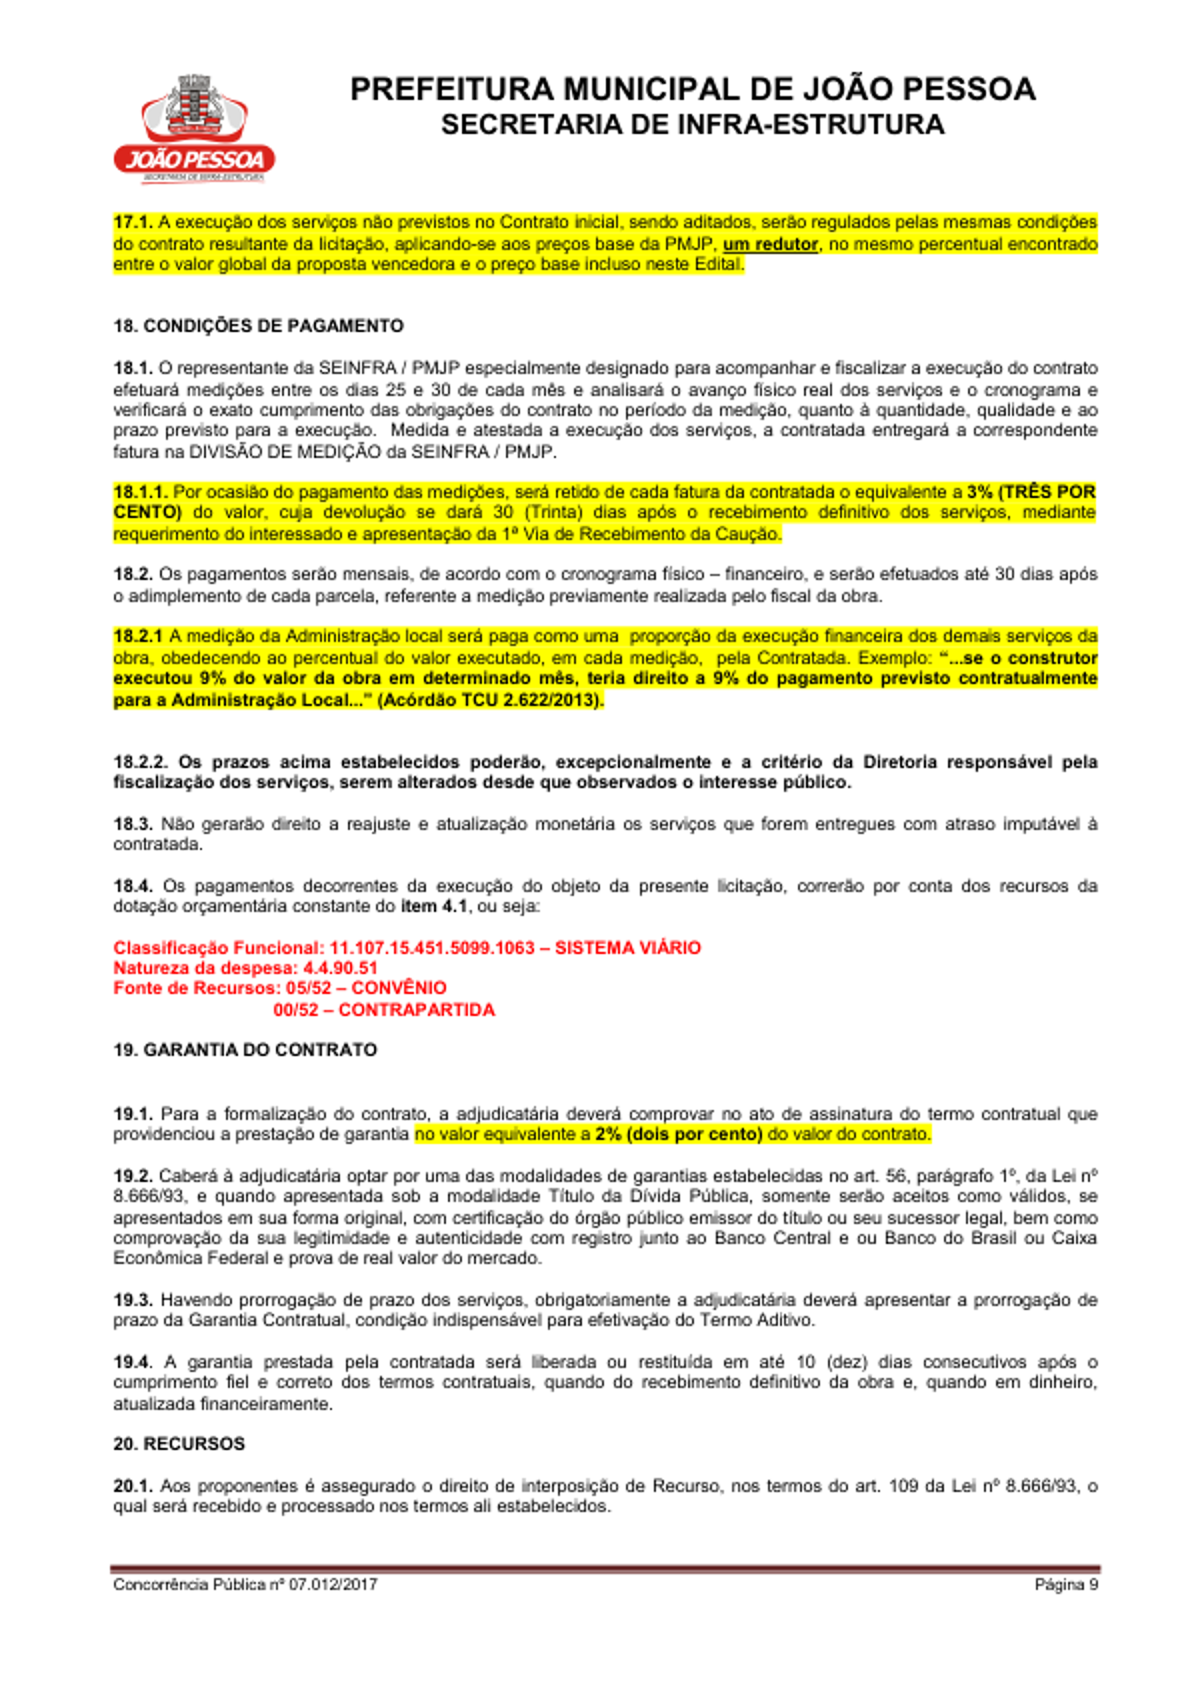 PREFEITURA MUNICIPAL DE JOÃO PESSOA
SECRETARIA DE INFRA-ESTRUTURA
JOÃO PESSOA
SECRETARIA DE INFRA-ESTRUTURA
17.1. A execução dos serviços não previstos no Contrato inicial, sendo aditados, serão regulados pelas mesmas condições
do contrato resultante da licitação, aplicando-se aos preços base da PMJP, um redutor, no mesmo percentual encontrado
entre o valor global da proposta vencedora e o preço base incluso neste Edital.
18. CONDIÇÕES DE PAGAMENTO
18.1. O representante da SEINFRA / PMJP especialmente designado para acompanhar e fiscalizar a execução do contrato
efetuará medições entre os dias 25 e 30 de cada mês e analisará o avanço físico real dos serviços e o cronograma e
verificará o exato cumprimento das obrigações do contrato no período da medição, quanto à quantidade, qualidade e ao
prazo previsto para a execução. Medida e atestada a execução dos serviços, a contratada entregará a correspondente
fatura na DIVISÃO DE MEDIÇÃO da SEINFRA / PMJP.
18.1.1. Por ocasião do pagamento das medições, será retido de cada fatura da contratada o equivalente a 3% (TRÊS POR
CENTO) do valor, cuja devolução se dará 30 (Trinta) dias após o recebimento definitivo dos serviços, mediante
requerimento do interessado e apresentação da 1ª Via de Recebimento da Caução.
18.2. Os pagamentos serão mensais, de acordo com o cronograma físico – financeiro, e serão efetuados até 30 dias após
o adimplemento de cada parcela, referente a medição previamente realizada pelo fiscal da obra.
18.2.1 A medição da Administração local será paga como uma proporção da execução financeira dos demais serviços da
obra, obedecendo ao percentual do valor executado, em cada medição, pela Contratada. Exemplo: “...se o construtor
executou 9% do valor da obra em determinado mês, teria direito a 9% do pagamento previsto contratualmente
para a Administração Local...” (Acórdão TCU 2.622/2013).
18.2.2. Os prazos acima estabelecidos poderão, excepcionalmente e a critério da Diretoria responsável pela
fiscalização dos serviços, serem alterados desde que observados o interesse público.
18.3. Não gerarão direito a reajuste e atualização monetária os serviços que forem entregues com atraso imputável à
contratada.
18.4. Os pagamentos decorrentes da execução do objeto da presente licitação, correrão por conta dos recursos da
dotação orçamentária constante do item 4.1, ou seja:
Classificação Funcional: 11.107.15.451.5099.1063 – SISTEMA VIÁRIO
Natureza da despesa: 4.4.90.51
Fonte de Recursos: 05/52 – CONVÊNIO
00/52 – CONTRAPARTIDA
19. GARANTIA DO CONTRATO
19.1. Para a formalização do contrato, a adjudicatária deverá comprovar no ato de assinatura do termo contratual que
providenciou a prestação de garantia no valor equivalente a 2% (dois por cento) do valor do contrato.
19.2. Caberá à adjudicatária optar por uma das modalidades de garantias estabelecidas no art. 56, parágrafo 1º, da Lei nº
8.666/93, e quando apresentada sob a modalidade Título da Dívida Pública, somente serão aceitos como válidos, se
apresentados em sua forma original, com certificação do órgão público emissor do título ou seu sucessor legal, bem como
comprovação da sua legitimidade e autenticidade com registro junto ao Banco Central e ou Banco do Brasil ou Caixa
Econômica Federal e prova de real valor do mercado.
19.3. Havendo prorrogação de prazo dos serviços, obrigatoriamente a adjudicatária deverá apresentar a prorrogação de
prazo da Garantia Contratual, condição indispensável para efetivação do Termo Aditivo.
19.4. A garantia prestada pela contratada será liberada ou restituída em até 10 (dez) dias consecutivos após o
cumprimento fiel e correto dos termos contratuais, quando do recebimento definitivo da obra e, quando em dinheiro,
atualizada financeiramente.
20. RECURSOS
20.1. Aos proponentes é assegurado o direito de interposição de Recurso, nos termos do art. 109 da Lei nº 8.666/93, o
qual será recebido e processado nos termos ali estabelecidos.
Concorrência Pública nº 07.012/2017
Página 9